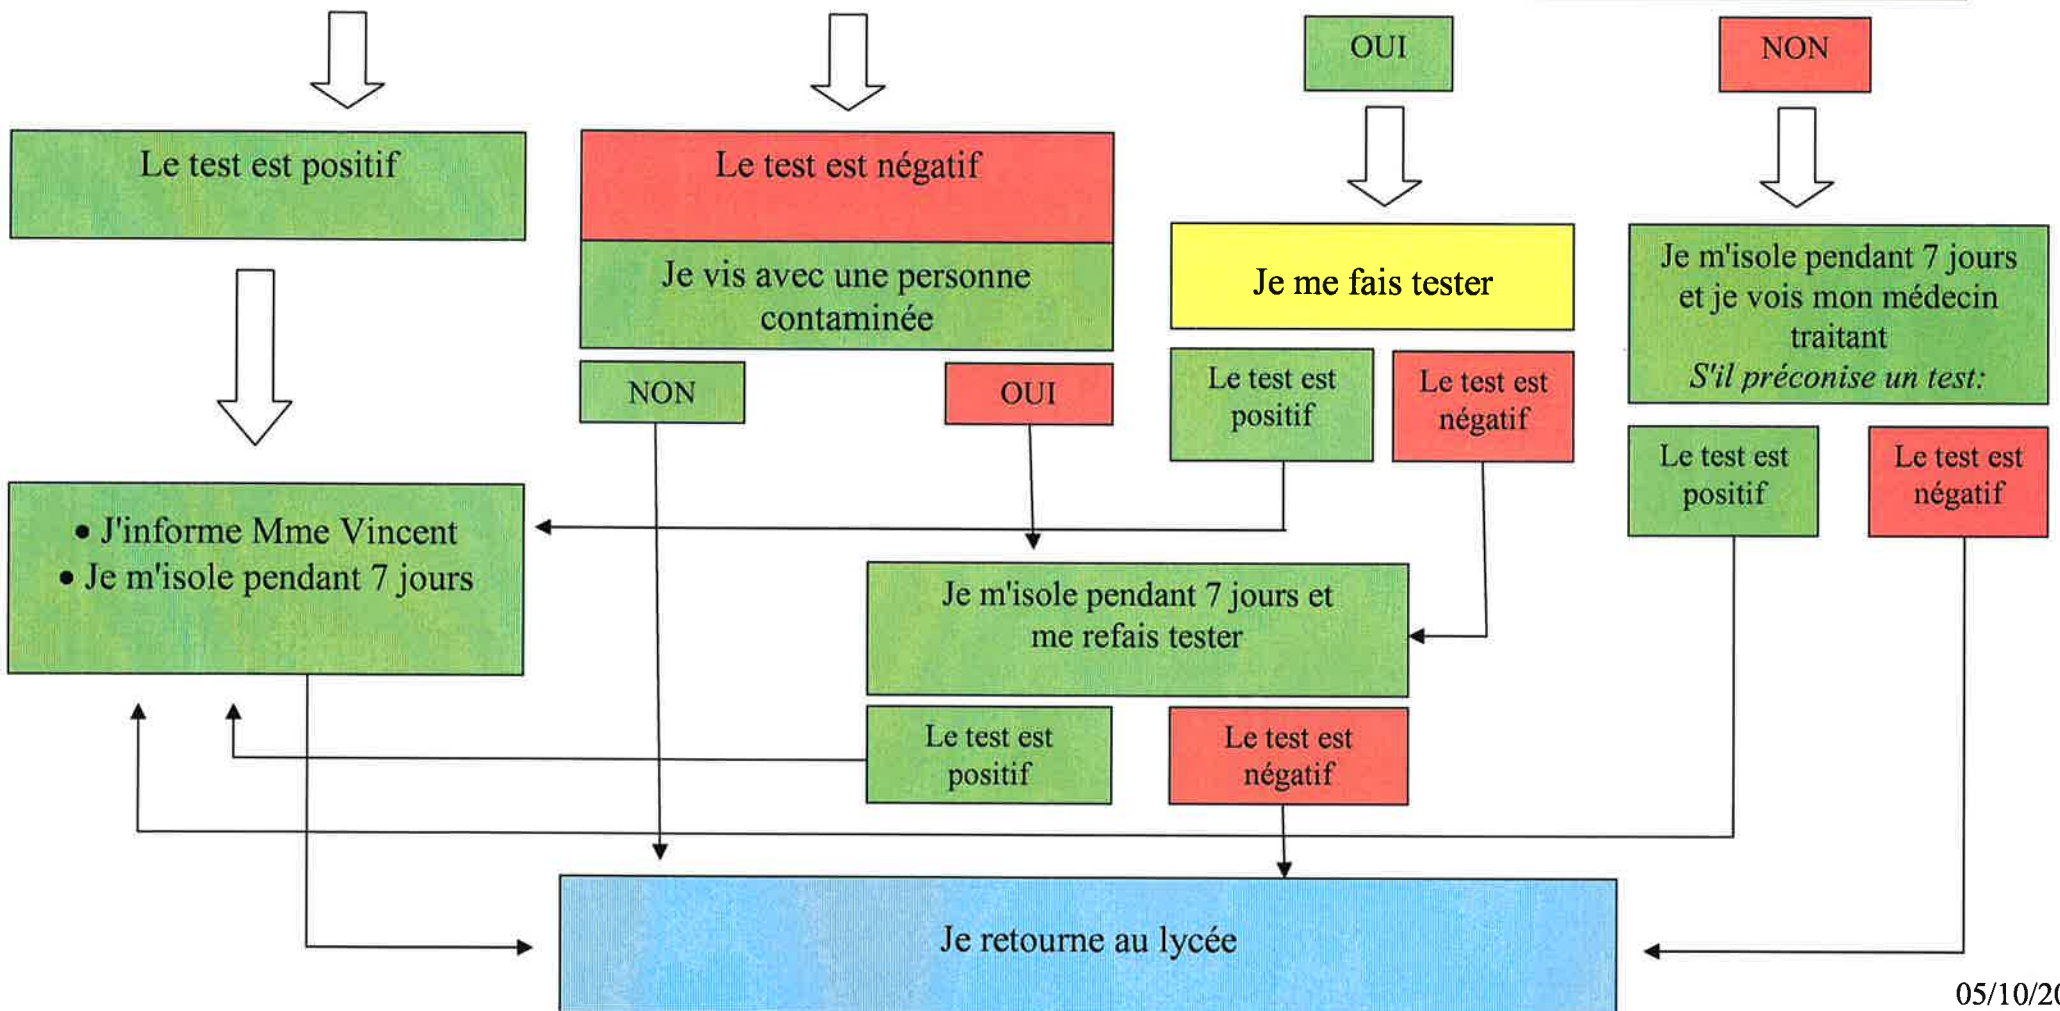 OUI
NON
Le test est positif
Le test est négatif
Je vis avec une personne
contaminée
NON
OUI
Je me fais tester
Le test est
positif
Le test est
négatif
Je m'isole pendant 7 jours
et je vois mon médecin
traitant
S'il préconise un test:
Le test est
positif
Le test est
négatif
• J'informe Mme Vincent
• Je m'isole pendant 7 jours
Je m'isole pendant 7 jours et
me refais tester
Le test est
positif
Le test est
négatif
Je retourne au lycée
05/10/20